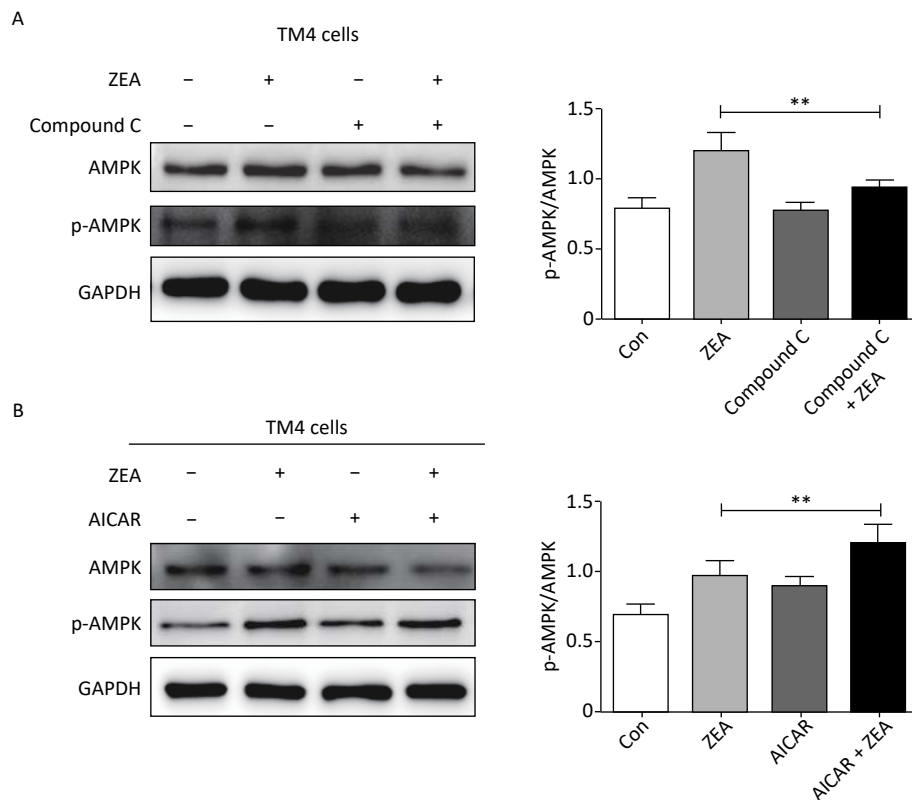 A
TM4 cells
ZEA – + – +
Compound C – – + +
AMPK
p-AMPK
GAPDH
**
1.5
1.0
0.5
0
p-AMPK/AMPK
Con
ZEA
Compound C
Compound C
+ ZEA
B
TM4 cells
ZEA – + – +
AICAR – – + +
AMPK
p-AMPK
GAPDH
**
1.5
1.0
0.5
0
p-AMPK/AMPK
Con
ZEA
AICAR
AICAR + ZEA